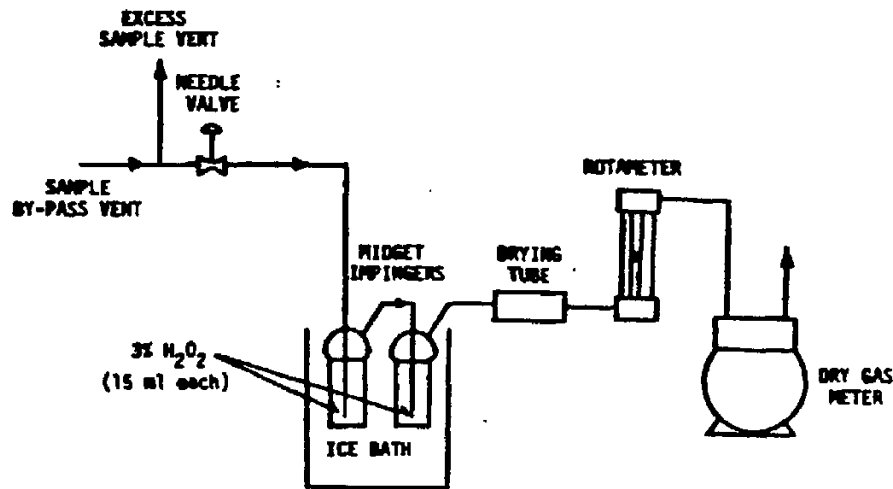 EXCESS
SAMPLE VENT
NEEDLE
VALVE
SAMPLE
BY-PASS VENT
ROTAMETER
MIDGET
IMPINGERS
DRYING
TUBE
3% H₂O₂
(15 ml each)
ICE BATH
DRY GAS
METER